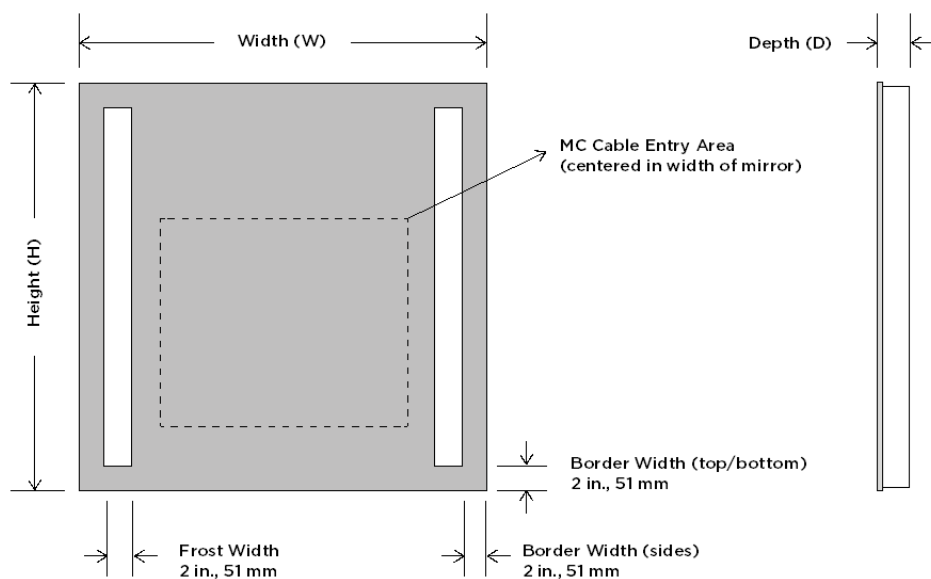 Width (W)
Depth (D)
MC Cable Entry Area
(centered in width of mirror)
Height (H)
Border Width (top/bottom)
2 in., 51 mm
Frost Width
2 in., 51 mm
Border Width (sides)
2 in., 51 mm